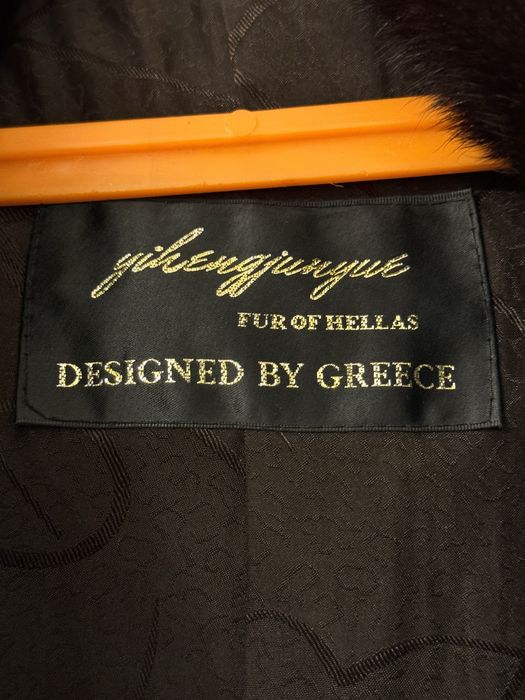 yihengjunyue
FUR OF HELLAS
DESIGNED BY GREECE